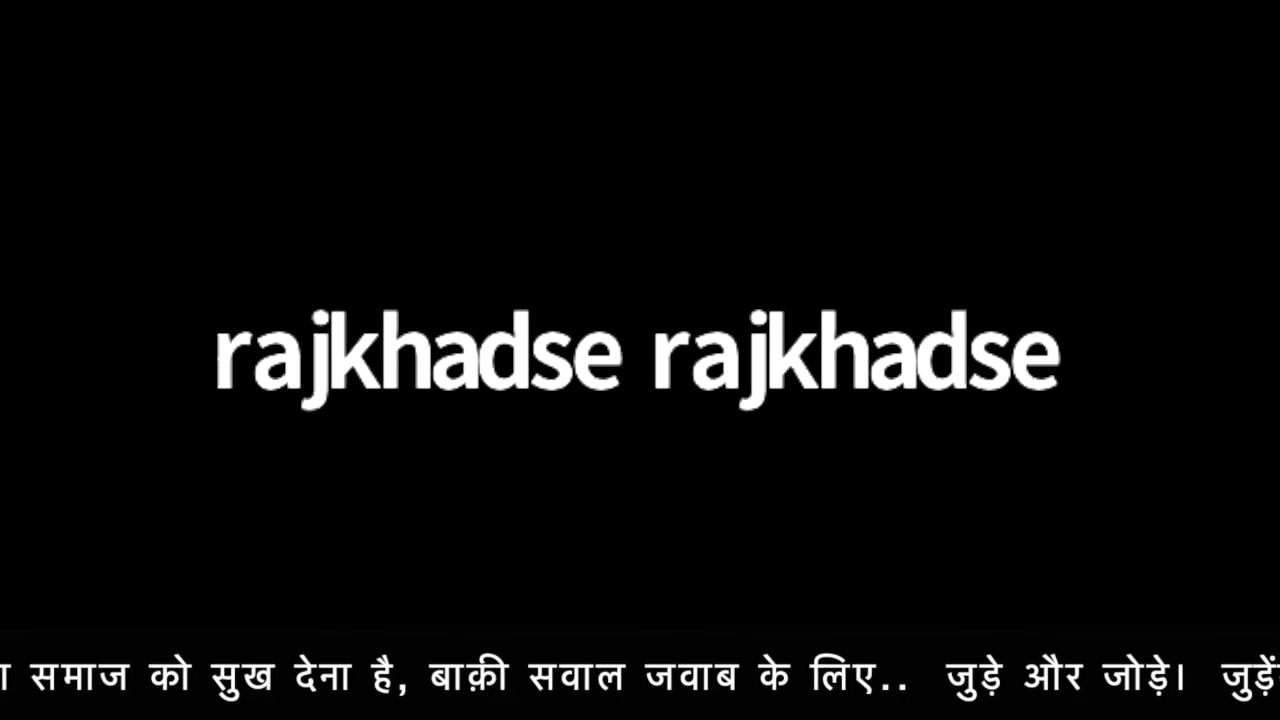 rajkhadse rajkhadse
समाज को सुख देना है, बाक़ी सवाल जवाब के लिए.. जुड़े और जोड़े।